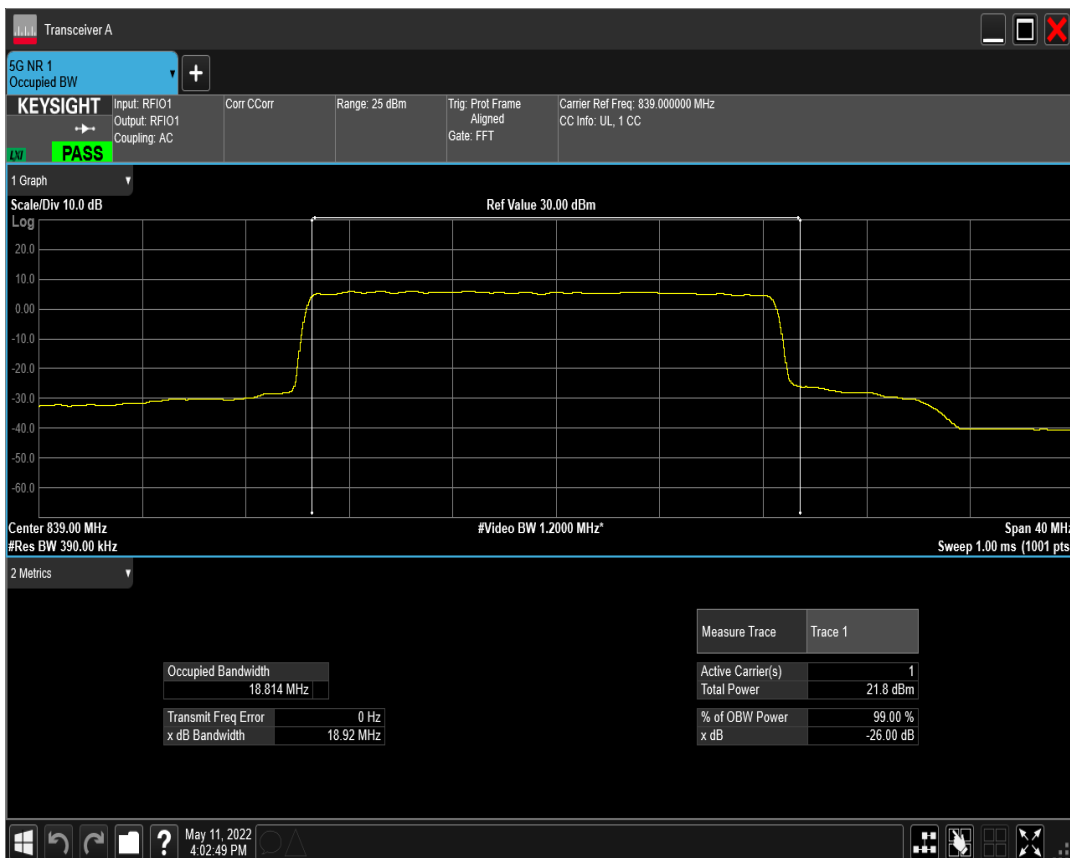 Transceiver A
5G NR 1
Occupied BW
+
KEYSIGHT
LXI
PASS
Input: RFIO1
Output: RFIO1
Coupling: AC
Corr CCorr
Range: 25 dBm
Trig: Prot Frame
Aligned
Gate: FFT
Carrier Ref Freq: 839.000000 MHz
CC Info: UL, 1 CC
1 Graph
Scale/Div 10.0 dB
Ref Value 30.00 dBm
Log
20.0
10.0
0.00
-10.0
-20.0
-30.0
-40.0
-50.0
-60.0
Center 839.00 MHz
#Video BW 1.2000 MHz*
Span 40 MHz
#Res BW 390.00 kHz
Sweep 1.00 ms (1001 pts
2 Metrics
Measure Trace Trace 1
Occupied Bandwidth
18.814 MHz
Active Carrier(s) 1
Total Power 21.8 dBm
Transmit Freq Error 0 Hz
x dB Bandwidth 18.92 MHz
% of OBW Power 99.00 %
x dB -26.00 dB
?
May 11, 2022
4:02:49 PM